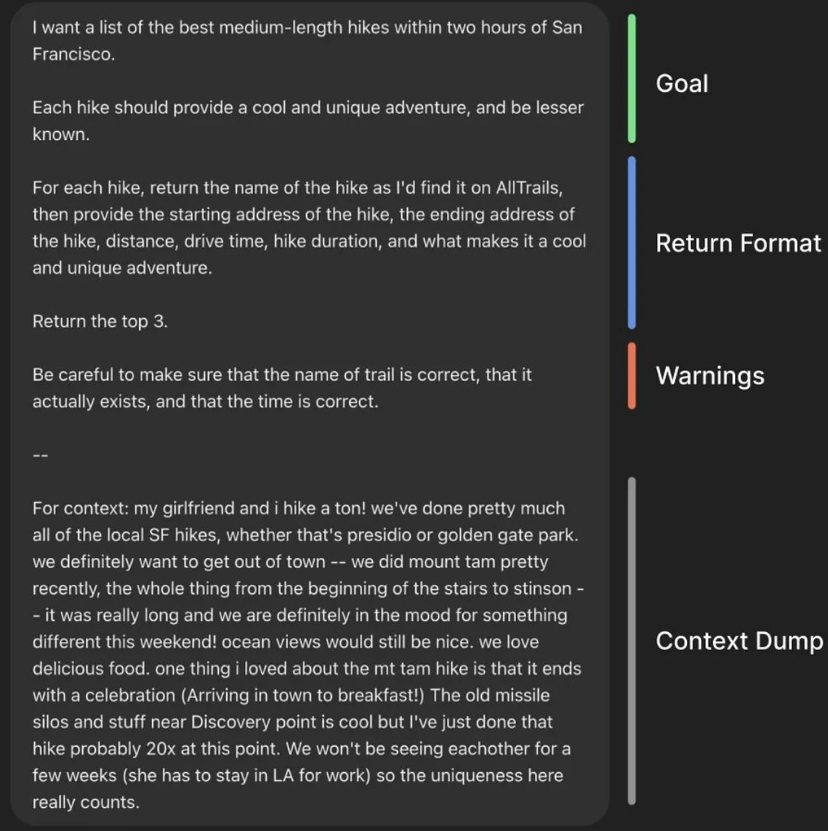 I want a list of the best medium-length hikes within two hours of San
Francisco.
Each hike should provide a cool and unique adventure, and be lesser
known.
Goal
For each hike, return the name of the hike as I'd find it on AllTrails,
then provide the starting address of the hike, the ending address of
the hike, distance, drive time, hike duration, and what makes it a cool
and unique adventure.
Return the top 3.
Return Format
Be careful to make sure that the name of trail is correct, that it
actually exists, and that the time is correct.
Warnings
--
For context: my girlfriend and i hike a ton! we've done pretty much
all of the local SF hikes, whether that's presidio or golden gate park.
we definitely want to get out of town -- we did mount tam pretty
recently, the whole thing from the beginning of the stairs to stinson -
- it was really long and we are definitely in the mood for something
different this weekend! ocean views would still be nice. we love
delicious food. one thing i loved about the mt tam hike is that it ends
with a celebration (Arriving in town to breakfast!) The old missile
silos and stuff near Discovery point is cool but I've just done that
hike probably 20x at this point. We won't be seeing eachother for a
few weeks (she has to stay in LA for work) so the uniqueness here
really counts.
Context Dump